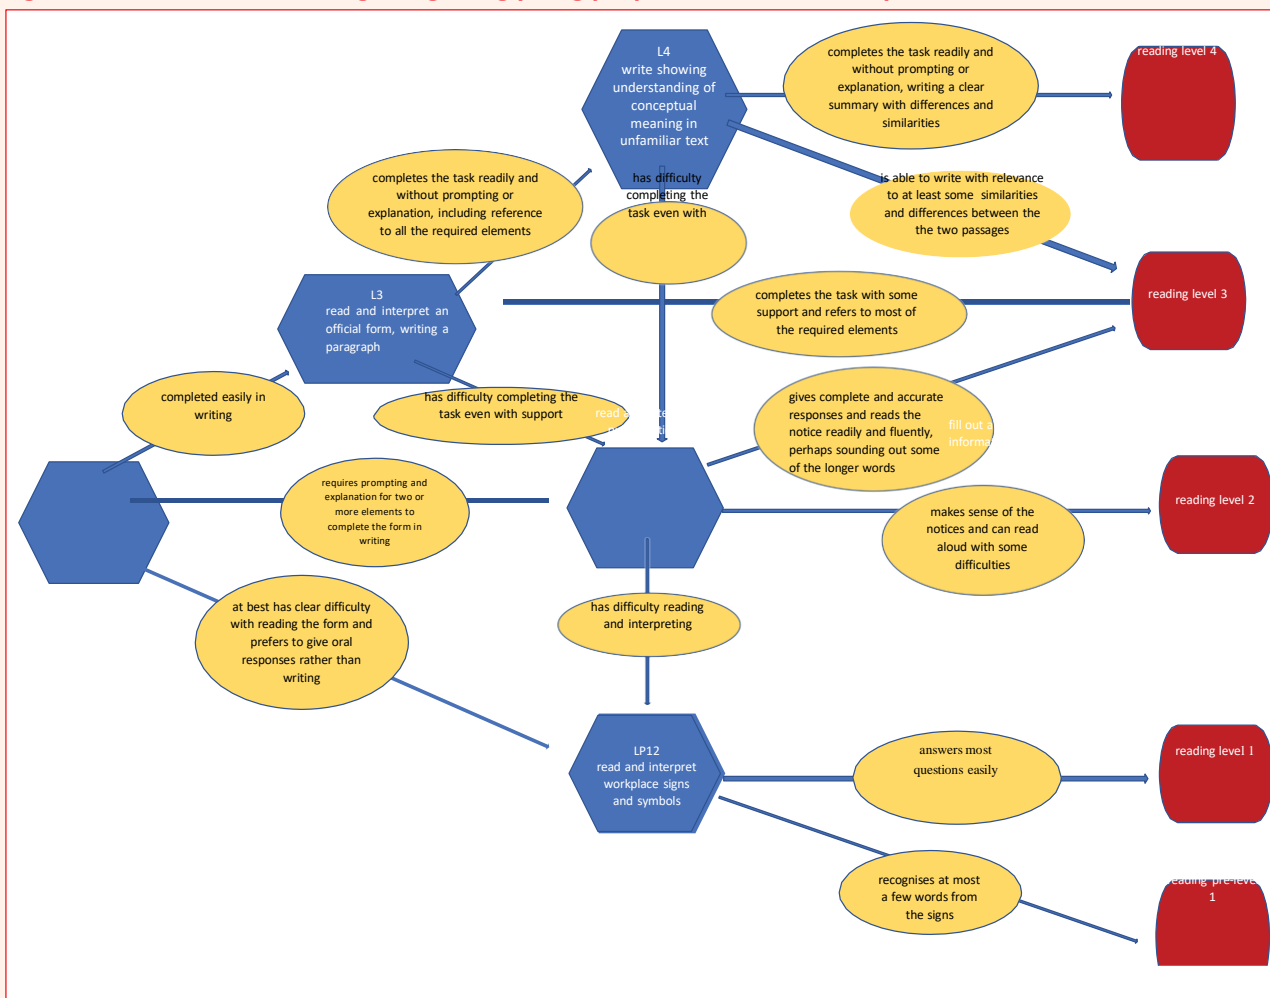 L4
write showing
understanding of
conceptual
meaning in
unfamiliar text
completes the task readily and
without prompting or
explanation, writing a clear
summary with differences and
similarities
reading level 4
completes the task readily and
without prompting or
explanation, including reference
to all the required elements
has difficulty
completing the
task even with
is able to write with relevance
to at least some similarities
and differences between the
the two passages
L3
read and interpret an
official form, writing a
paragraph
completes the task with some
support and refers to most of
the required elements
reading level 3
completed easily in
writing
has difficulty completing the
task even with support
read a
gives complete and accurate
responses and reads the
notice readily and fluently,
perhaps sounding out some
of the longer words
fill out a
requires prompting and
explanation for two or
more elements to
complete the form in
writing
makes sense of the
notices and can read
aloud with some
difficulties
reading level 2
at best has clear difficulty
with reading the form and
prefers to give oral
responses rather than
writing
has difficulty reading
and interpreting
LP12
read and interpret
workplace signs
and symbols
answers most
questions easily
reading level 1
recognises at most
a few words from
the signs
reading pre-level
1